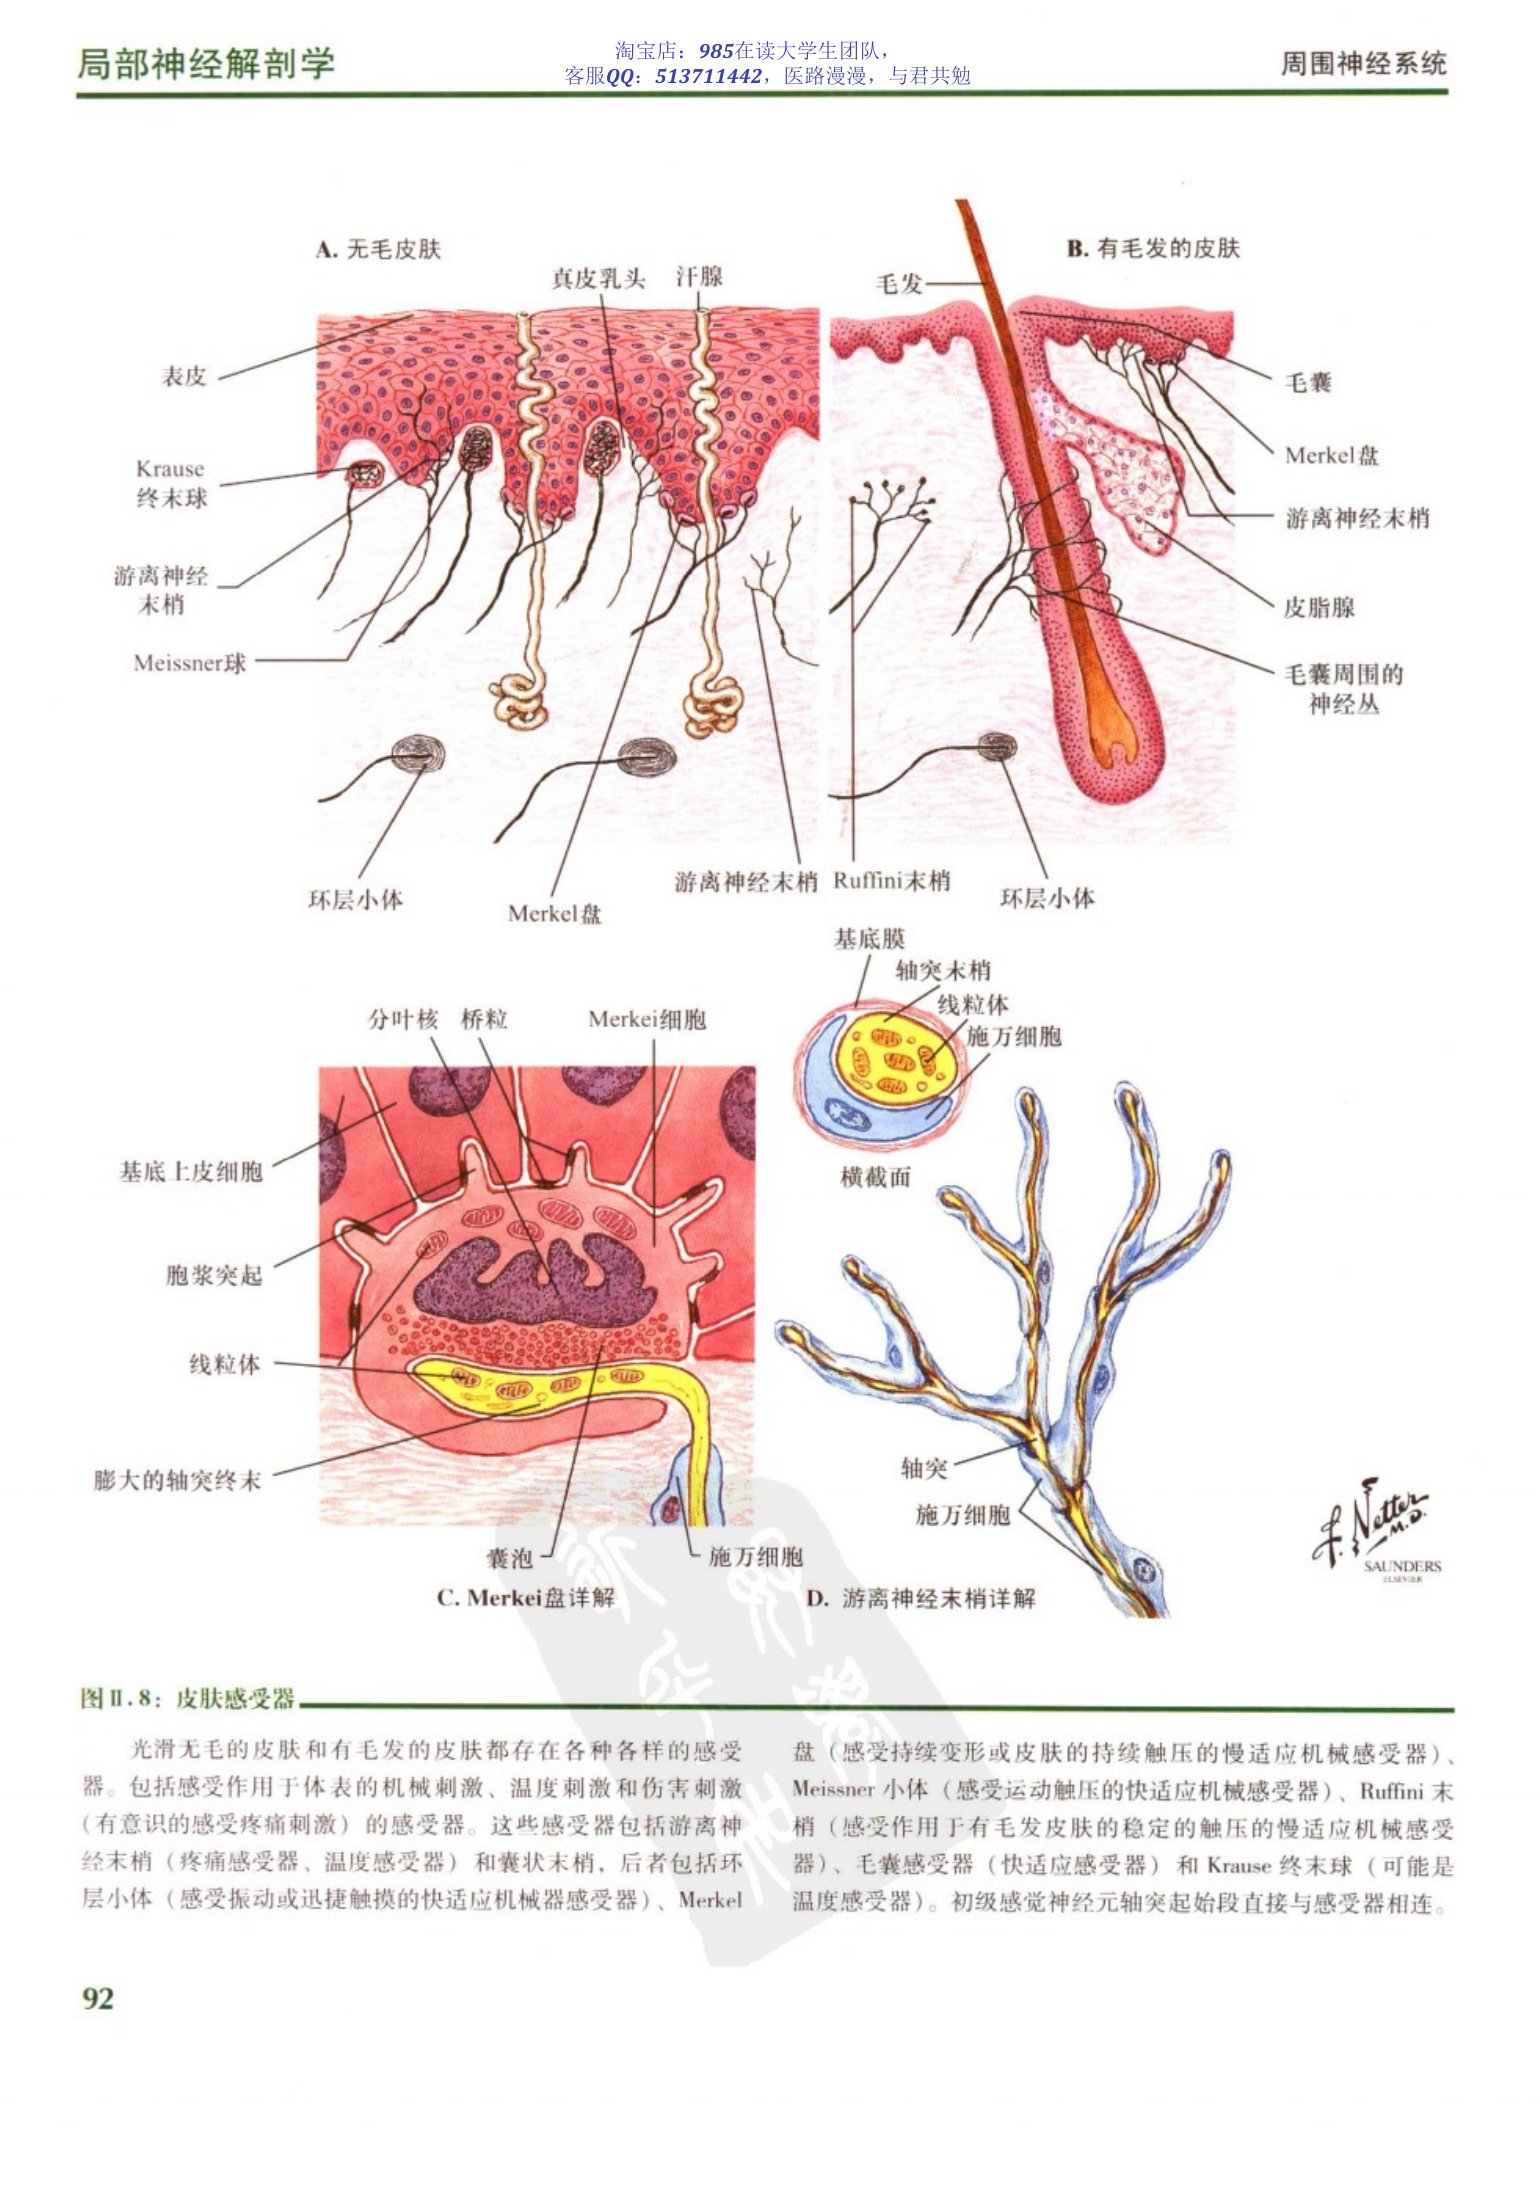 局部神经解剖学
淘宝店：985在读大学生团队，
客服QQ：513711442，医路漫漫，与君共勉
周围神经系统
A. 无毛皮肤
真皮乳头
汗腺
表皮
Krause
终末球
游离神经
末梢
Meissner球
环层小体
Merkel盘
游离神经末梢
B. 有毛发的皮肤
毛发
毛囊
Merkel盘
游离神经末梢
皮脂腺
毛囊周围的
神经丛
Ruffini末梢
环层小体
分叶核
桥粒
Merkei细胞
基底上皮细胞
胞浆突起
线粒体
膨大的轴突终末
囊泡
施万细胞
C. Merkei盘详解
基底膜
轴突末梢
线粒体
施万细胞
横截面
轴突
施万细胞
D. 游离神经末梢详解
F. Netter
M.D.
SAUNDERS
ELSEVIER
图Ⅱ.8：皮肤感受器
光滑无毛的皮肤和有毛发的皮肤都存在各种各样的感受
器。包括感受作用于体表的机械刺激、温度刺激和伤害刺激
（有意识的感受疼痛刺激）的感受器。这些感受器包括游离神
经末梢（疼痛感受器、温度感受器）和囊状末梢，后者包括环
层小体（感受振动或迅捷触摸的快适应机械器感受器）、Merkel
盘（感受持续变形或皮肤的持续触压的慢适应机械感受器）、
Meissner 小体（感受运动触压的快适应机械感受器）、Ruffini 末
梢（感受作用于有毛发皮肤的稳定的触压的慢适应机械感受
器）、毛囊感受器（快适应感受器）和 Krause 终末球（可能是
温度感受器）。初级感觉神经元轴突起始段直接与感受器相连。
92